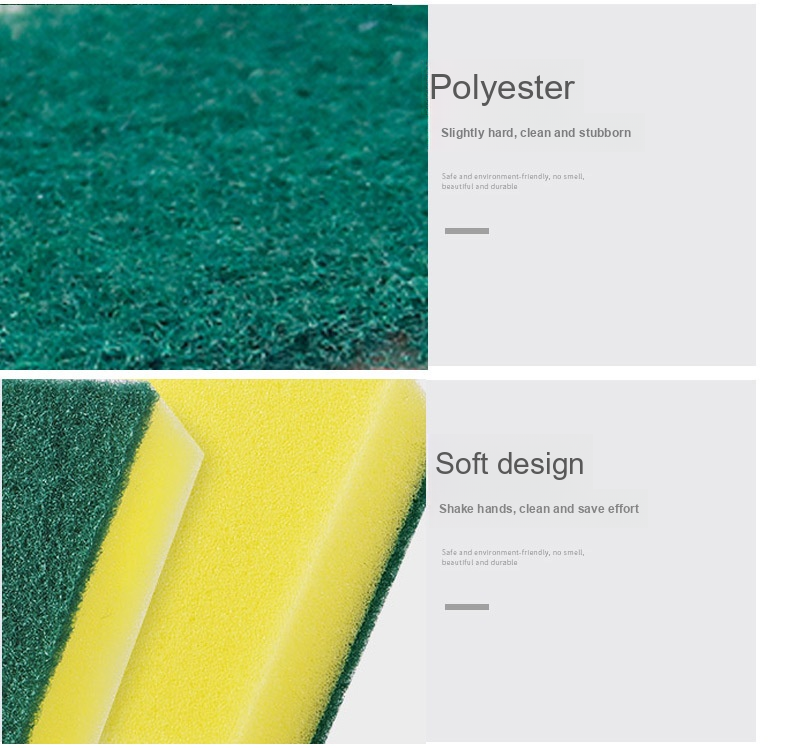 Polyester
Slightly hard, clean and stubborn
Safe and environment-friendly, no smell,
beautiful and durable
Soft design
Shake hands, clean and save effort
Safe and environment-friendly, no smell,
beautiful and durable